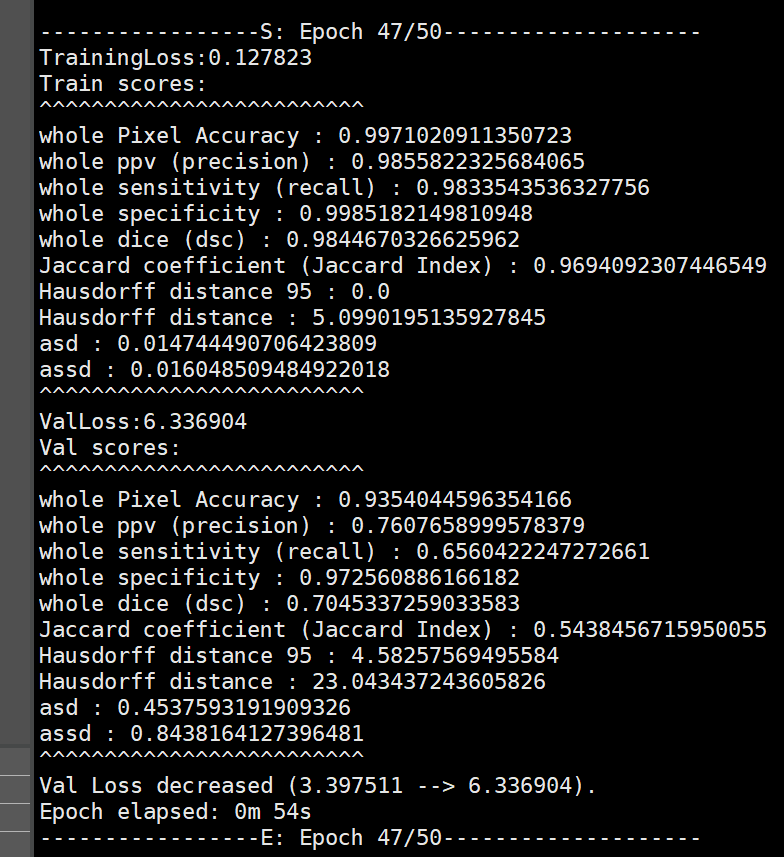 -----------------S: Epoch 47/50--------------------
TrainingLoss:0.127823
Train scores:
^^^^^^^^^^^^^^^^^^^^^^^^^
whole Pixel Accuracy : 0.9971020911350723
whole ppv (precision) : 0.9855822325684065
whole sensitivity (recall) : 0.9833543536327756
whole specificity : 0.9985182149810948
whole dice (dsc) : 0.9844670326625962
Jaccard coefficient (Jaccard Index) : 0.9694092307446549
Hausdorff distance 95 : 0.0
Hausdorff distance : 5.0990195135927845
asd : 0.014744490706423809
assd : 0.016048509484922018
^^^^^^^^^^^^^^^^^^^^^^^^^
ValLoss:6.336904
Val scores:
^^^^^^^^^^^^^^^^^^^^^^^^^
whole Pixel Accuracy : 0.9354044596354166
whole ppv (precision) : 0.7607658999578379
whole sensitivity (recall) : 0.6560422247272661
whole specificity : 0.972560886166182
whole dice (dsc) : 0.7045337259033583
Jaccard coefficient (Jaccard Index) : 0.5438456715950055
Hausdorff distance 95 : 4.58257569495584
Hausdorff distance : 23.043437243605826
asd : 0.4537593191909326
assd : 0.8438164127396481
^^^^^^^^^^^^^^^^^^^^^^^^^
Val Loss decreased (3.397511 --> 6.336904).
Epoch elapsed: 0m 54s
-----------------E: Epoch 47/50--------------------